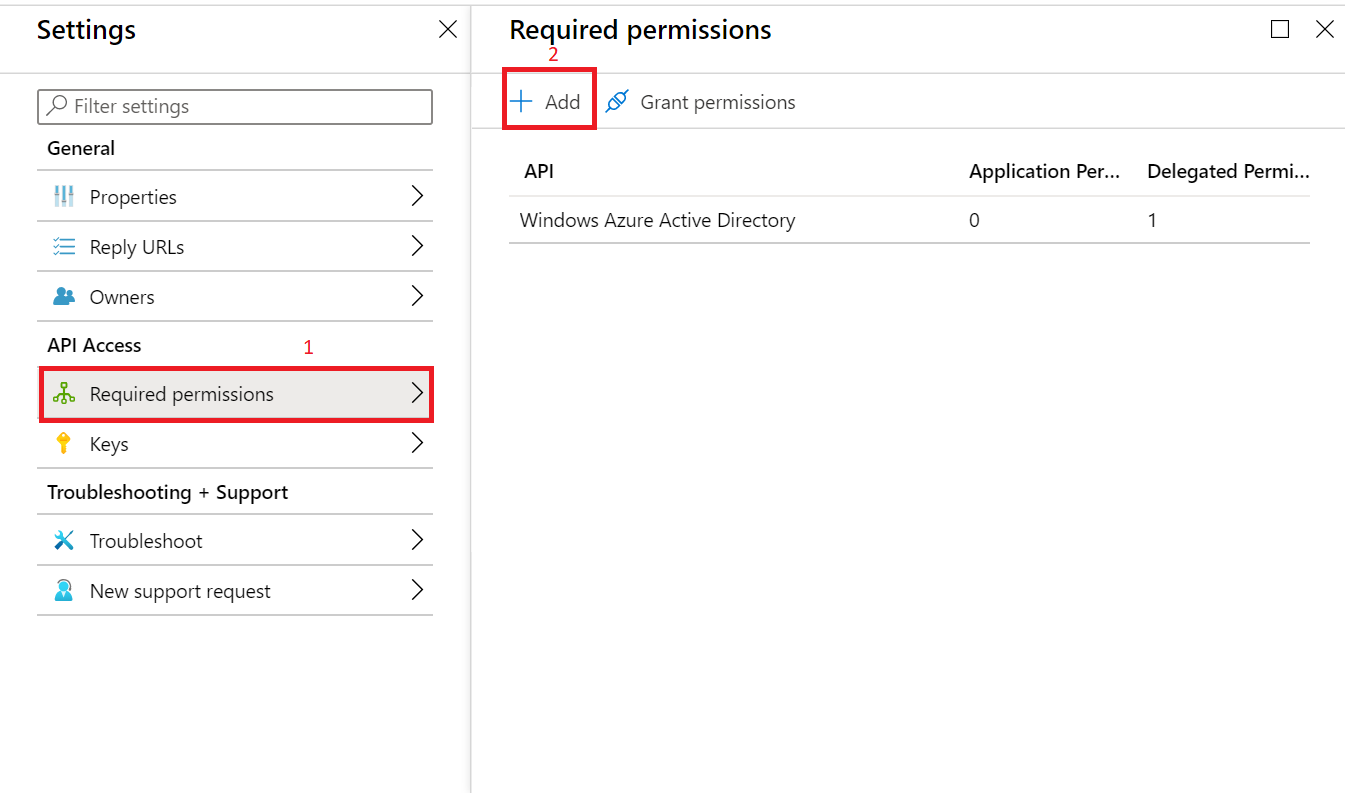 Settings
Filter settings
General
Properties
Reply URLs
Owners
API Access
1
Required permissions
Keys
Troubleshooting + Support
Troubleshoot
New support request
Required permissions
2
Add
Grant permissions
API Application Per... Delegated Permi...
Windows Azure Active Directory 0 1